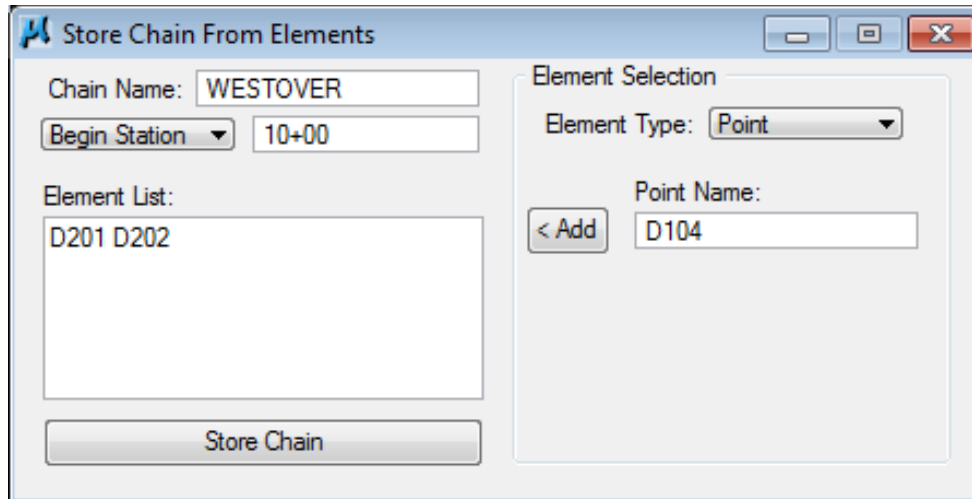 Store Chain From Elements
Chain Name: WESTOVER
Begin Station 10+00
Element List:
D201 D202
Store Chain
Element Selection
Element Type: Point
Point Name:
< Add D104